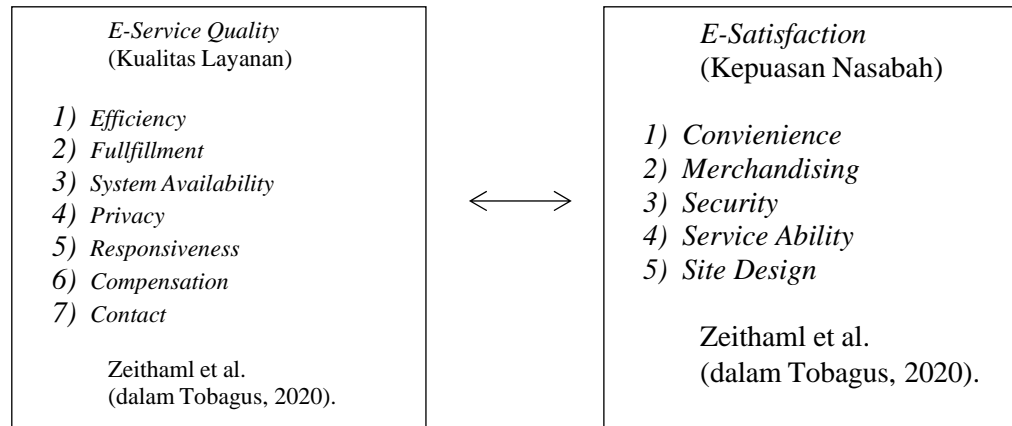 E-Service Quality
(Kualitas Layanan)
1) Efficiency
2) Fullfillment
3) System Availability
4) Privacy
5) Responsiveness
6) Compensation
7) Contact
Zeithaml et al.
(dalam Tobagus, 2020).
E-Satisfaction
(Kepuasan Nasabah)
1) Convienience
2) Merchandising
3) Security
4) Service Ability
5) Site Design
Zeithaml et al.
(dalam Tobagus, 2020).